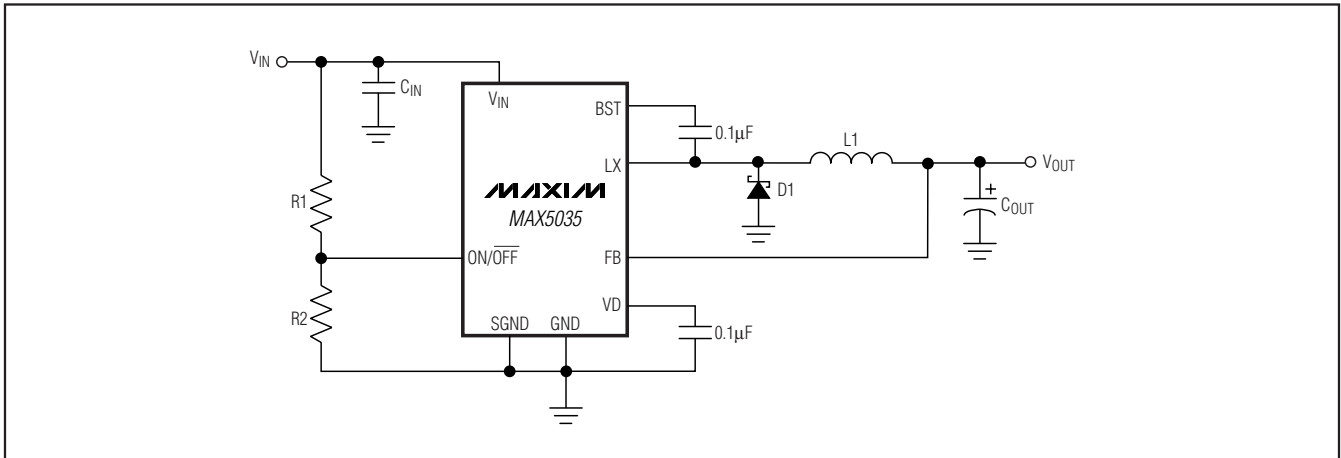 VIN
CIN
VIN
BST
0.1µF
LX
L1
VOUT
D1
COUT
R1
MAXIM
MAX5035
ON/OFF
FB
R2
VD
0.1µF
SGND GND